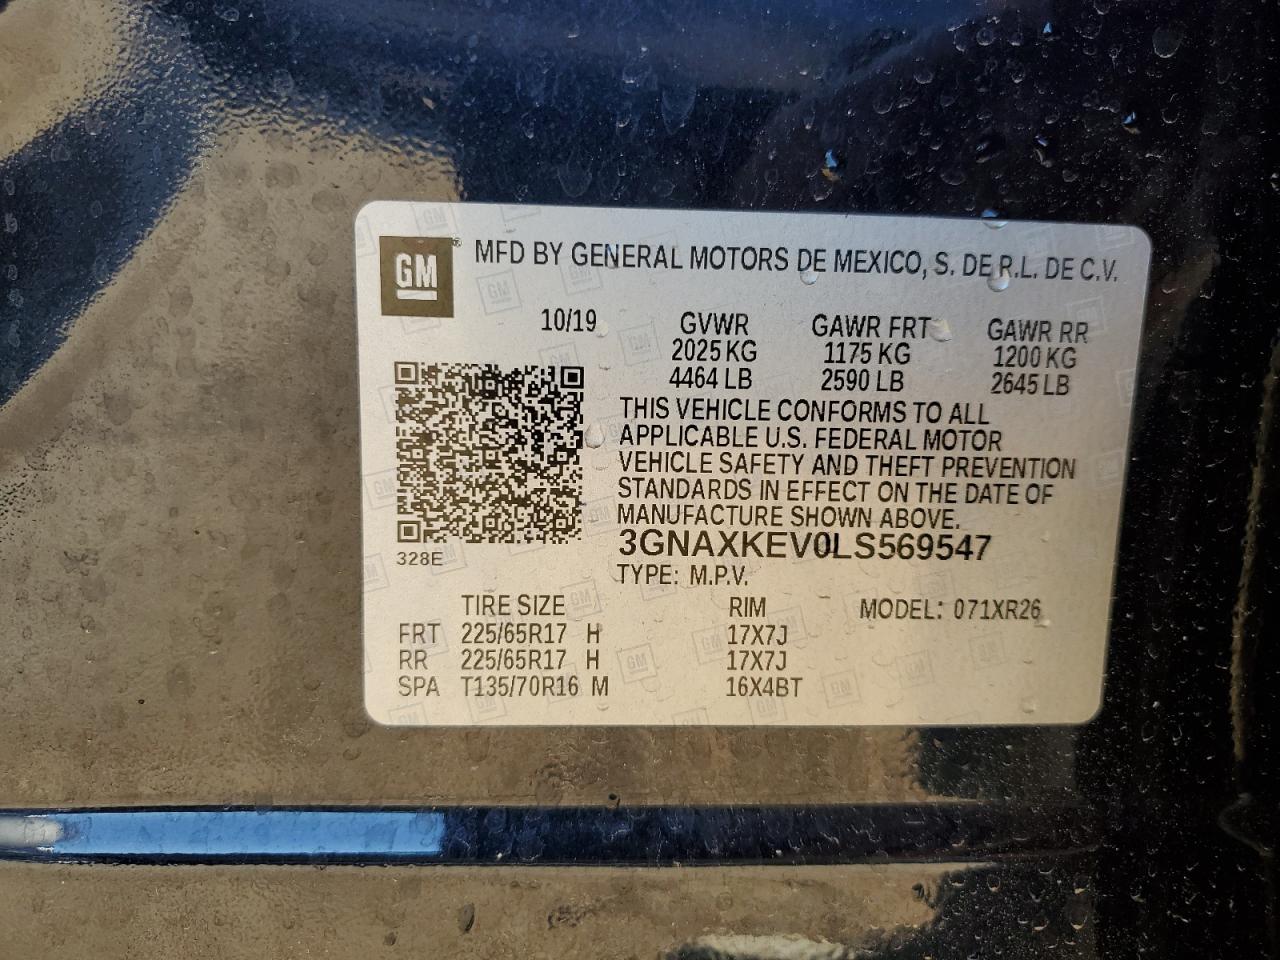 GM®
MFD BY GENERAL MOTORS DE MEXICO, S. DE R.L. DE C.V.
10/19 GVWR GAWR FRT GAWR RR
2025 KG 1175 KG 1200 KG
4464 LB 2590 LB 2645 LB
THIS VEHICLE CONFORMS TO ALL
APPLICABLE U.S. FEDERAL MOTOR
VEHICLE SAFETY AND THEFT PREVENTION
STANDARDS IN EFFECT ON THE DATE OF
MANUFACTURE SHOWN ABOVE.
3GNAXKEV0LS569547
328E
TYPE: M.P.V.
TIRE SIZE RIM MODEL: 071XR26
FRT 225/65R17 H 17X7J
RR 225/65R17 H 17X7J
SPA T135/70R16 M 16X4BT